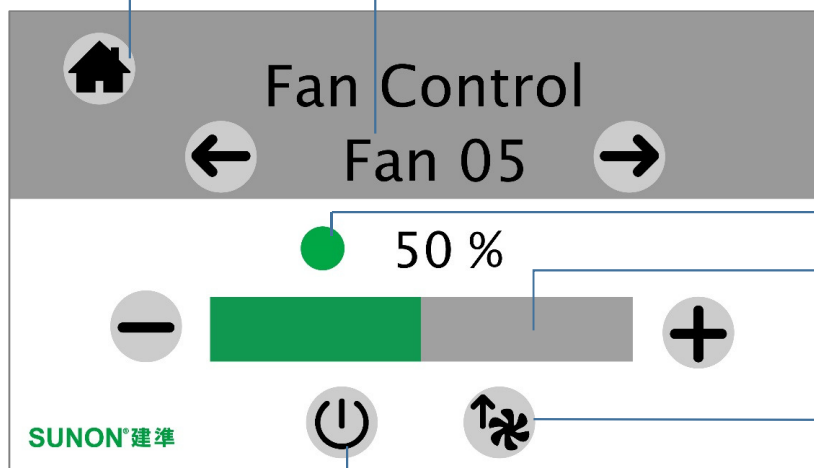 Fan Control
Fan 05
50 %
SUNON®建準